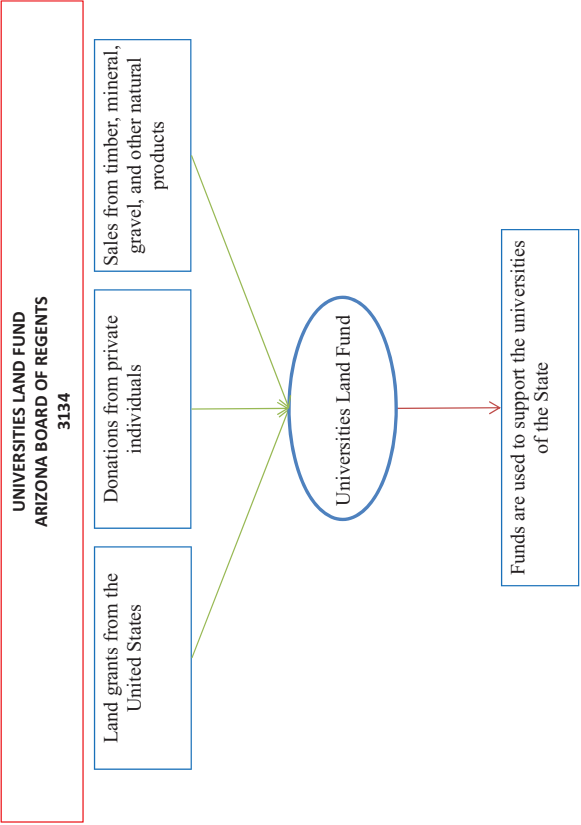 UNIVERSITIES LAND FUND
ARIZONA BOARD OF REGENTS
3134
Land grants from the
United States
Donations from private
individuals
Sales from timber, mineral,
gravel, and other natural
products
Universities Land Fund
Funds are used to support the universities
of the State